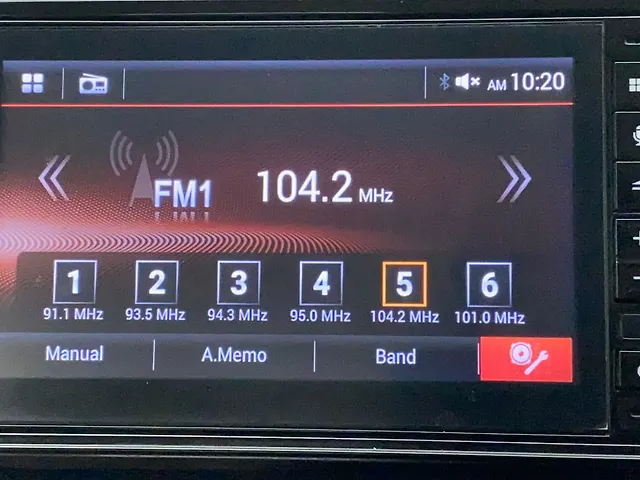 AM 10:20
FM1 104.2 MHz
1 2 3 4 5 6
91.1 MHz 93.5 MHz 94.3 MHz 95.0 MHz 104.2 MHz 101.0 MHz
Manual A.Memo Band